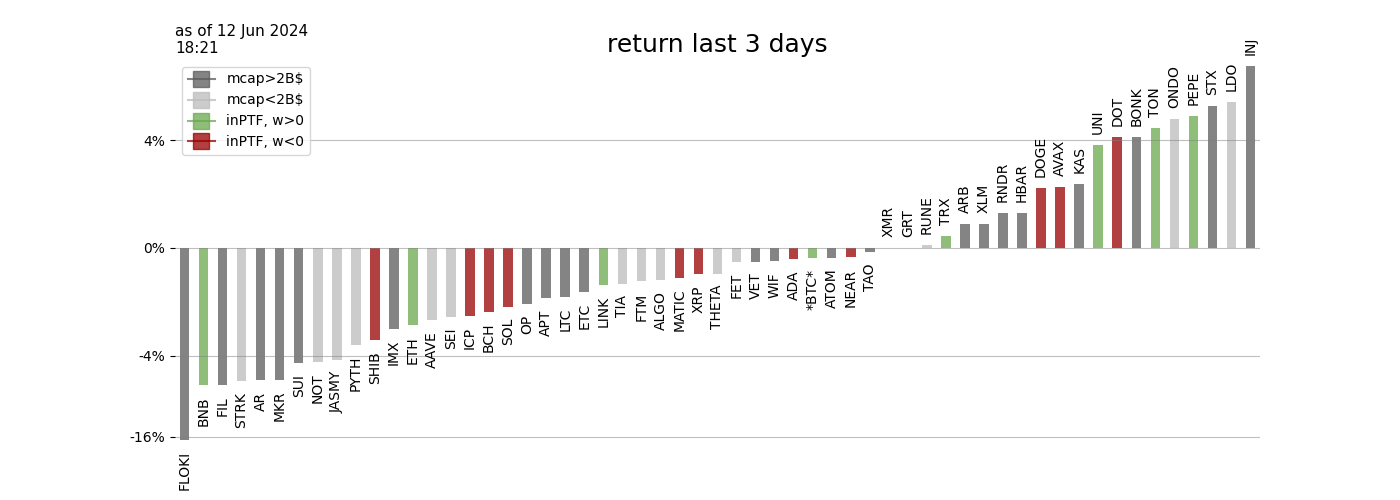 as of 12 Jun 2024
18:21
return last 3 days
mcap>2B$
mcap<2B$
inPTF, w>0
inPTF, w<0
4%
0%
-4%
-16%
FLOKI
BNB
FIL
STRK
AR
MKR
SUI
NOT
JASMY
PYTH
SHIB
IMX
ETH
AAVE
SEI
ICP
BCH
SOL
OP
APT
LTC
ETC
LINK
TIA
FTM
ALGO
MATIC
XRP
THETA
FET
VET
WIF
ADA
*BTC*
ATOM
NEAR
TAO
XMR
GRT
RUNE
TRX
ARB
XLM
RNDR
HBAR
DOGE
AVAX
KAS
UNI
DOT
BONK
TON
ONDO
PEPE
STX
LDO
INJ